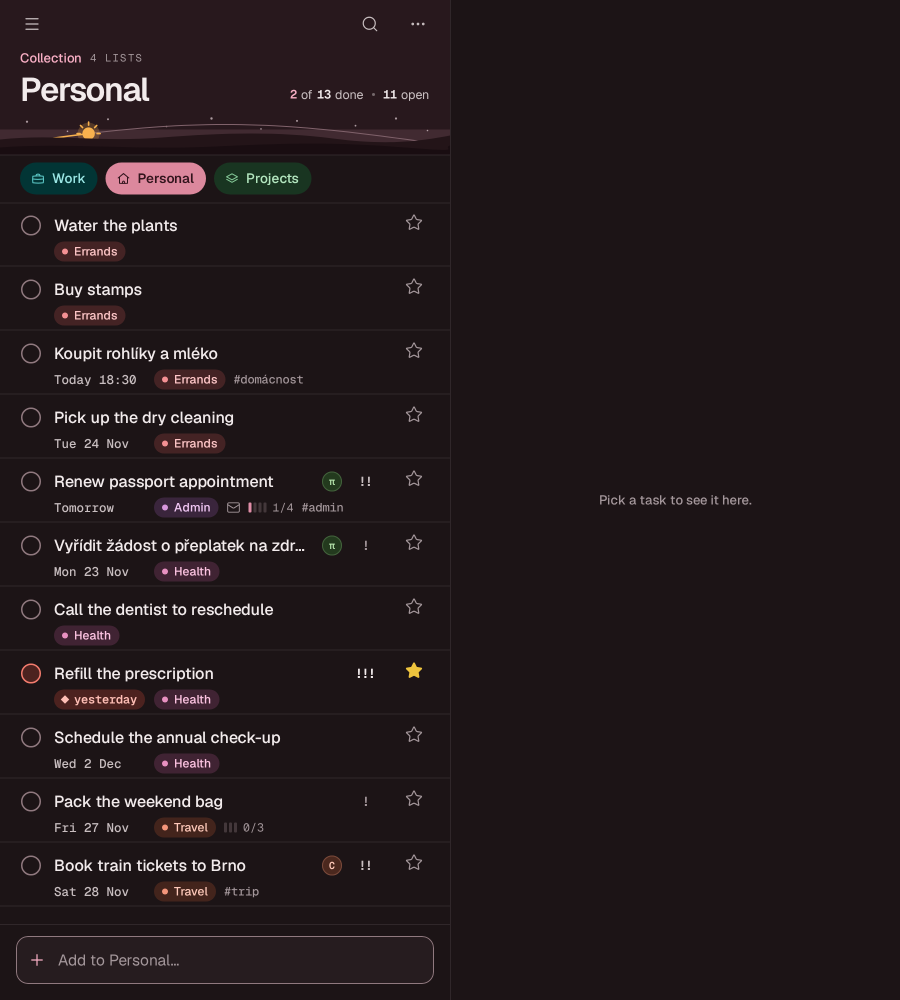 Collection 4 LISTS
Personal
2 of 13 done • 11 open
Work Personal Projects
Water the plants
Errands
Buy stamps
Errands
Koupit rohlíky a mléko
Today 18:30 Errands #domácnost
Pick up the dry cleaning
Tue 24 Nov Errands
Renew passport appointment π !!
Tomorrow Admin 1/4 #admin
Vyřídit žádost o přeplatek na zdr... π !
Mon 23 Nov Health
Call the dentist to reschedule
Health
Refill the prescription !!!
yesterday Health
Schedule the annual check-up
Wed 2 Dec Health
Pack the weekend bag !
Fri 27 Nov Travel 0/3
Book train tickets to Brno C !!
Sat 28 Nov Travel #trip
+ Add to Personal...
Pick a task to see it here.